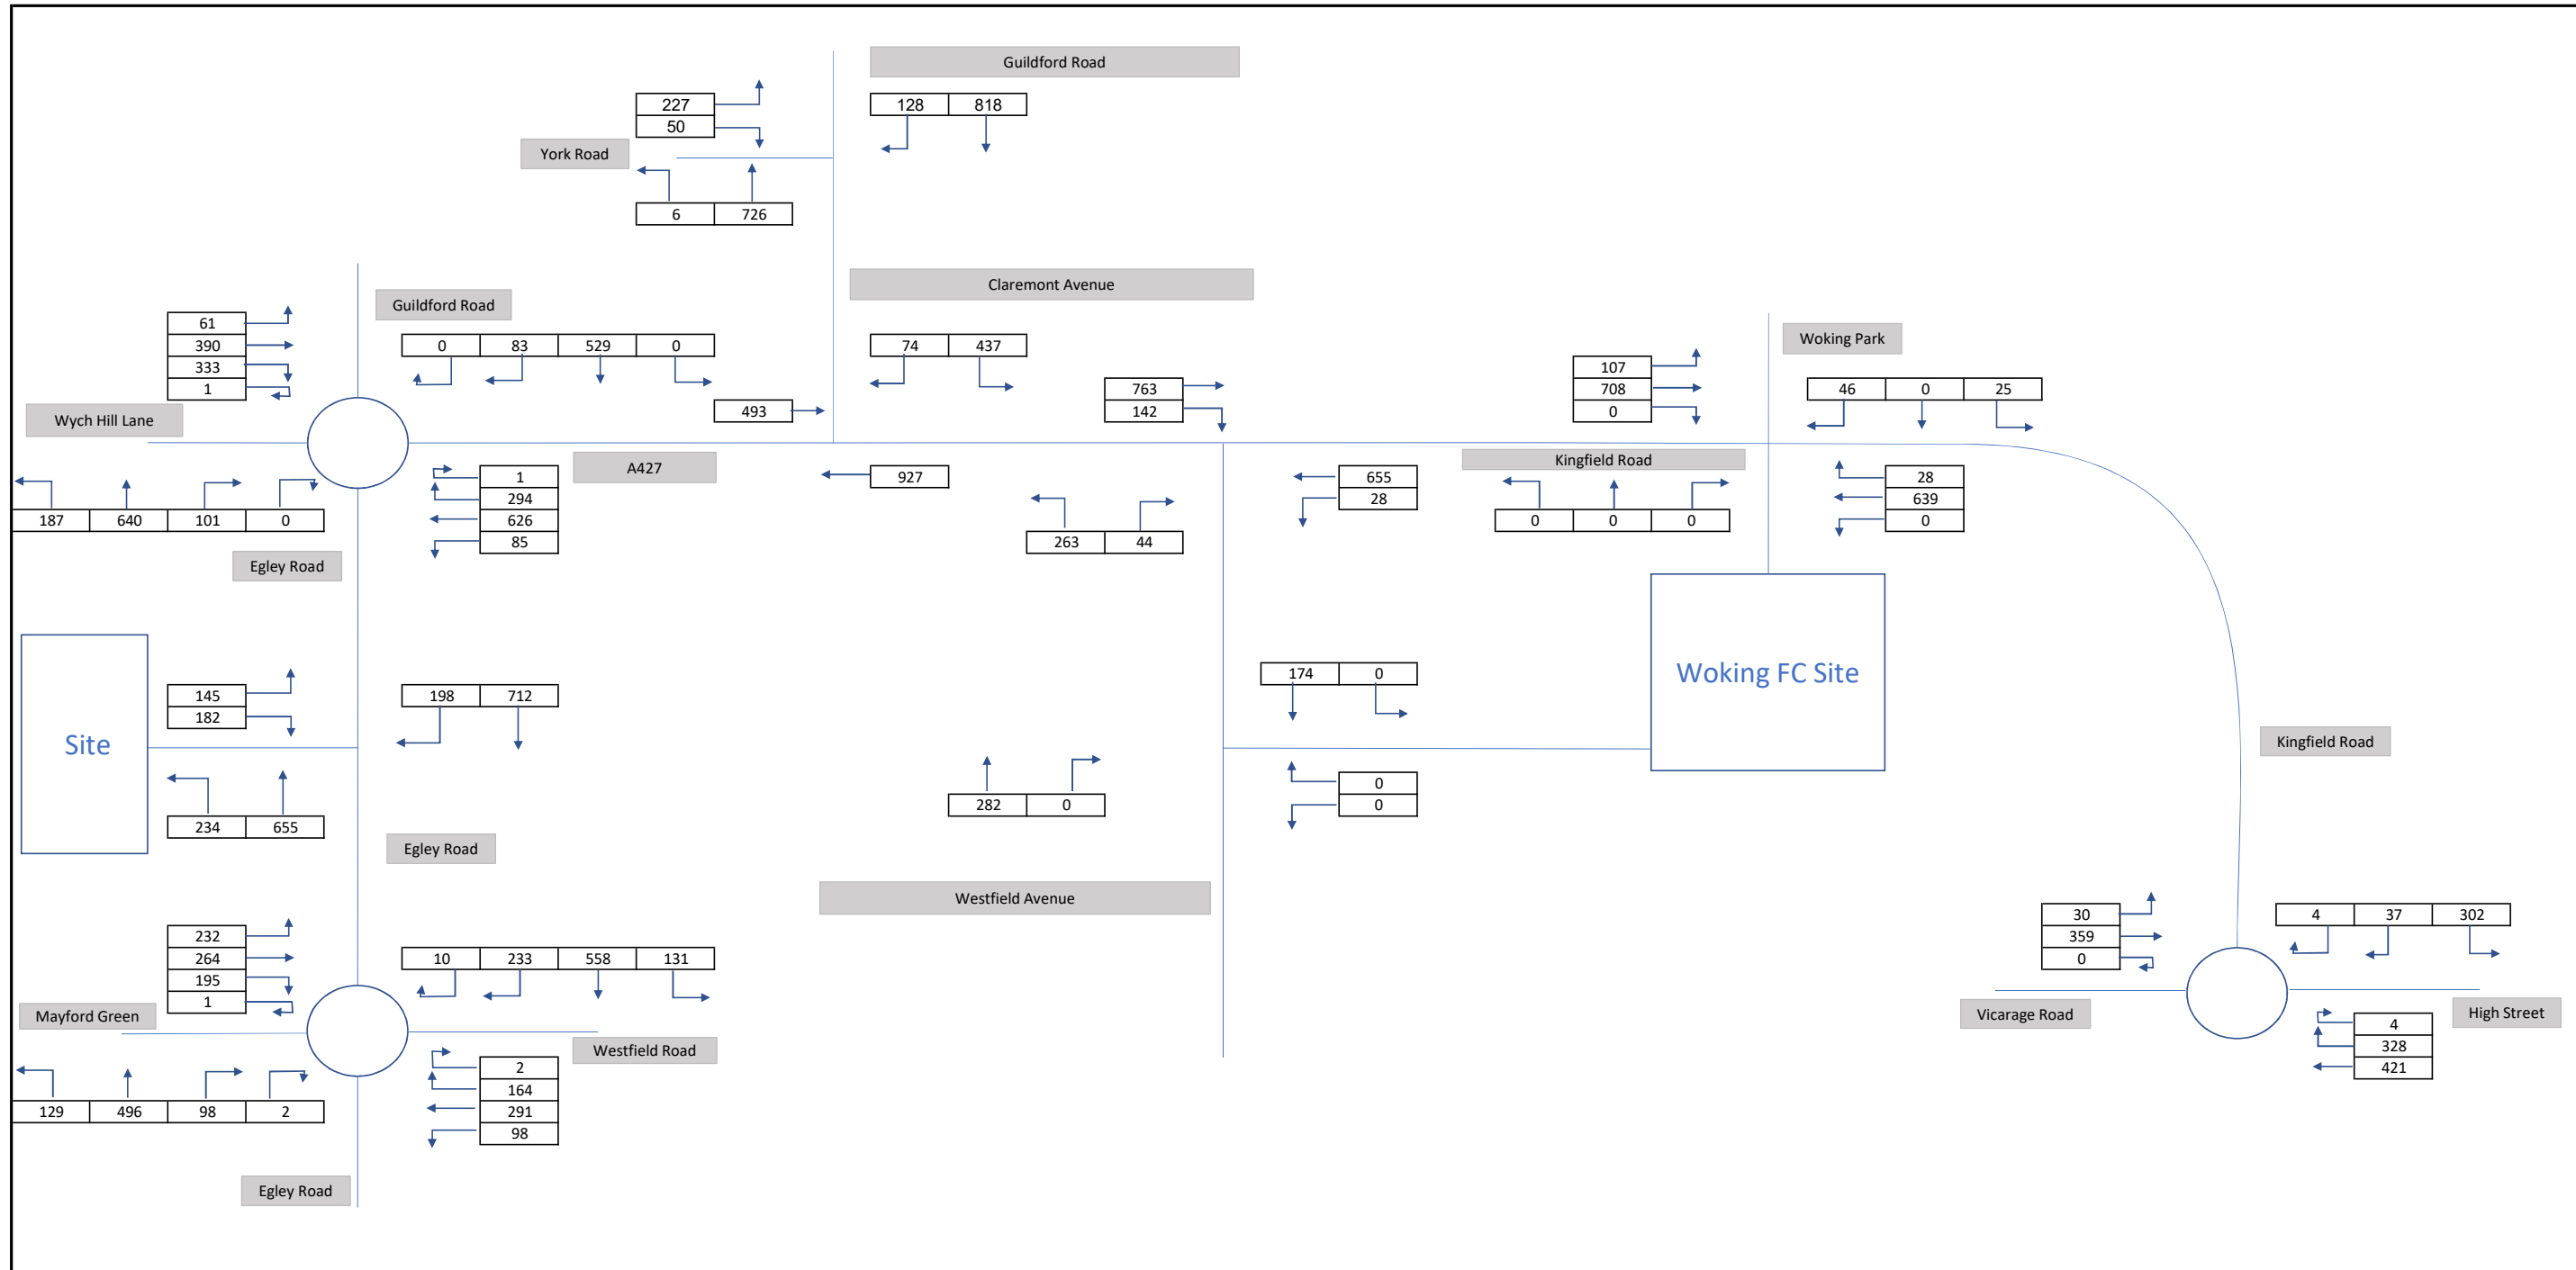 Guildford Road
227
128 818
50
York Road
6 726
Claremont Avenue
Guildford Road
61
390
333
1
0 83 529 0
74 437
Woking Park
107
708
0
763
142
46 0 25
493
Wych Hill Lane
A427
Kingfield Road
927
1
294
626
85
655
28
28
639
0
187 640 101 0
263 44
0 0 0
Egley Road
Site
145
182
198 712
174 0
Woking FC Site
Kingfield Road
234 655
282 0
0
0
Egley Road
Westfield Avenue
232
264
195
1
10 233 558 131
30
359
0
4 37 302
Mayford Green
Vicarage Road
High Street
Westfield Road
4
328
421
2
164
291
98
129 496 98 2
Egley Road